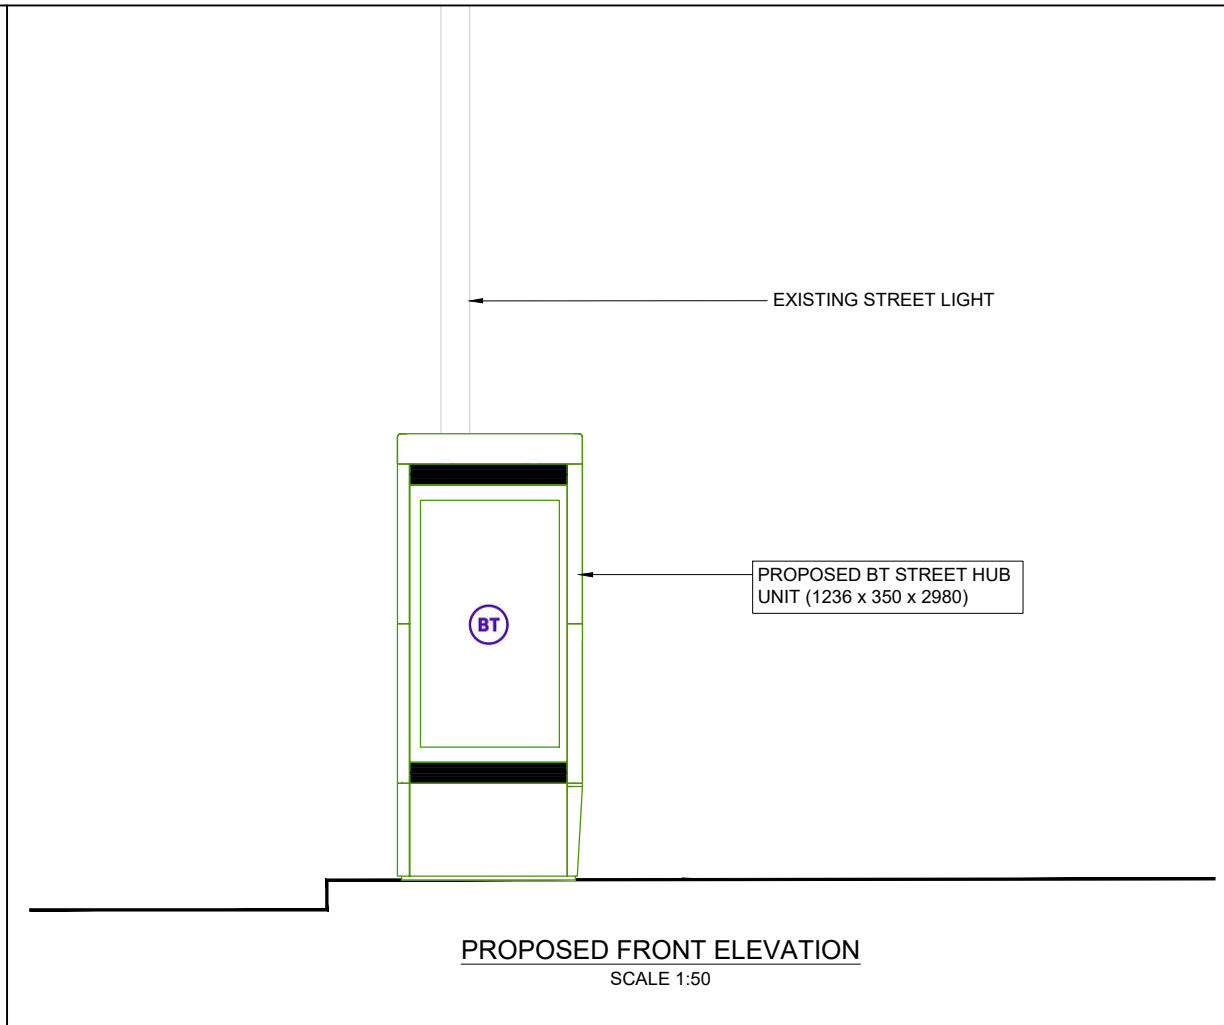 EXISTING STREET LIGHT
PROPOSED BT STREET HUB
UNIT (1236 x 350 x 2980)
BT
PROPOSED FRONT ELEVATION
SCALE 1:50